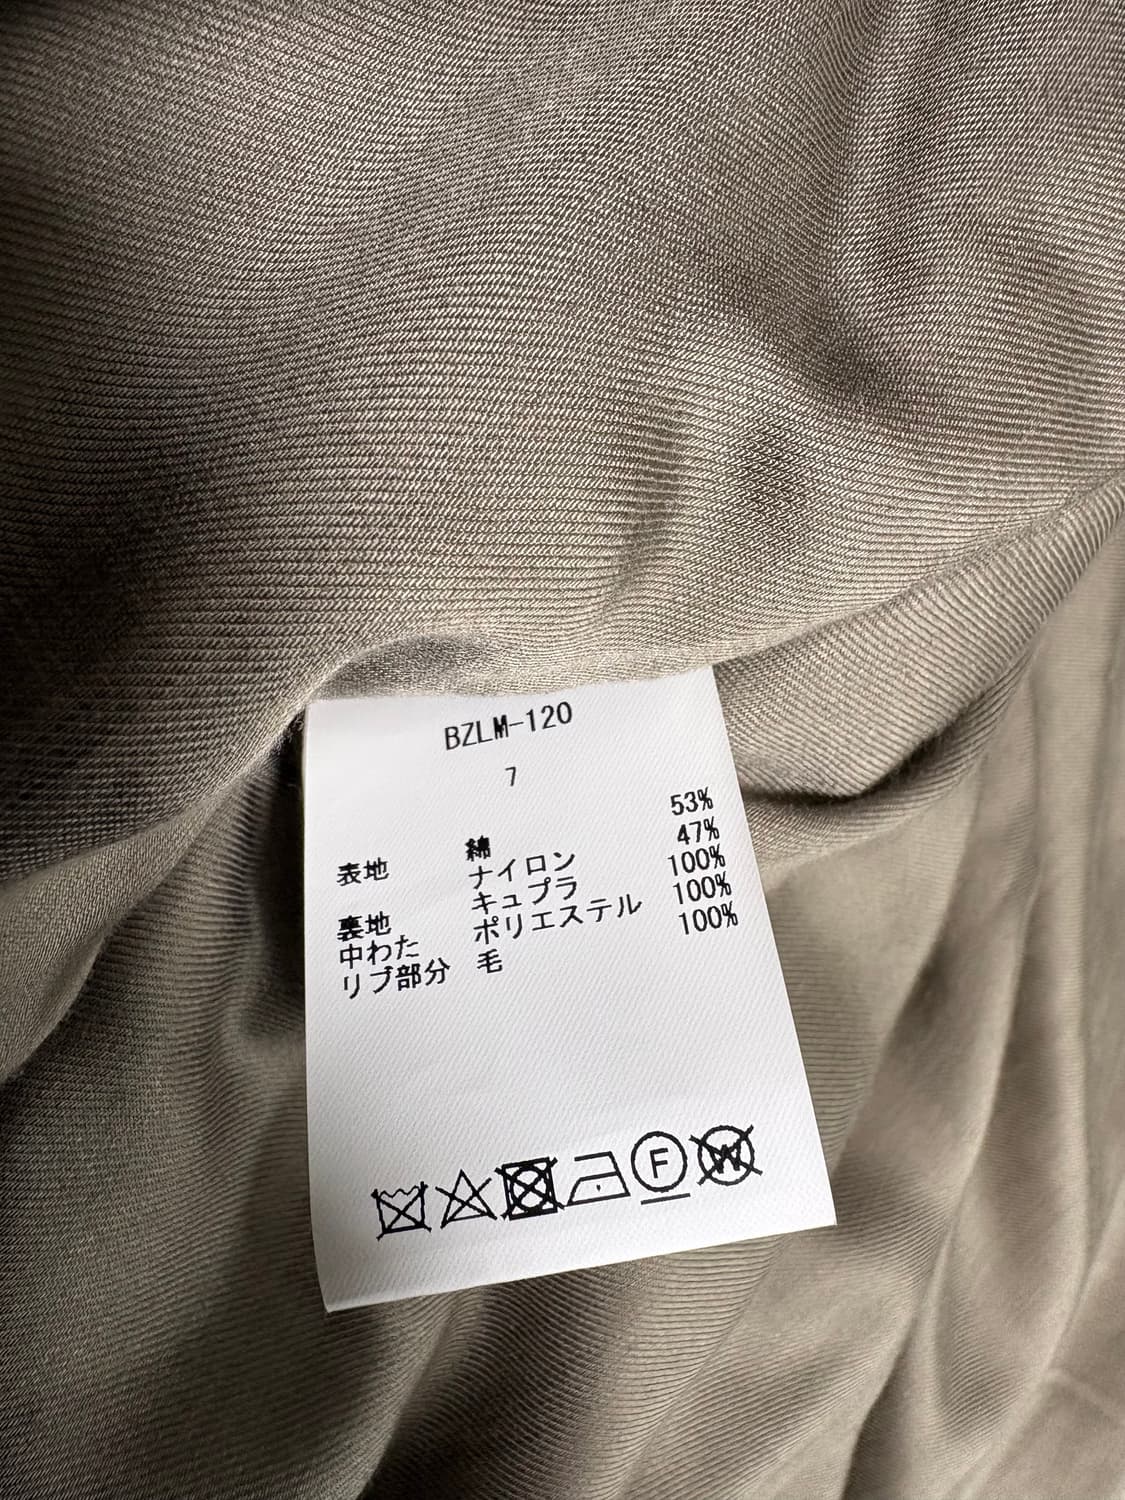 BZLM-120
7
表地 綿 53%
ナイロン 47%
裏地 キュプラ 100%
中わた ポリエステル 100%
リブ部分 毛 100%
F W